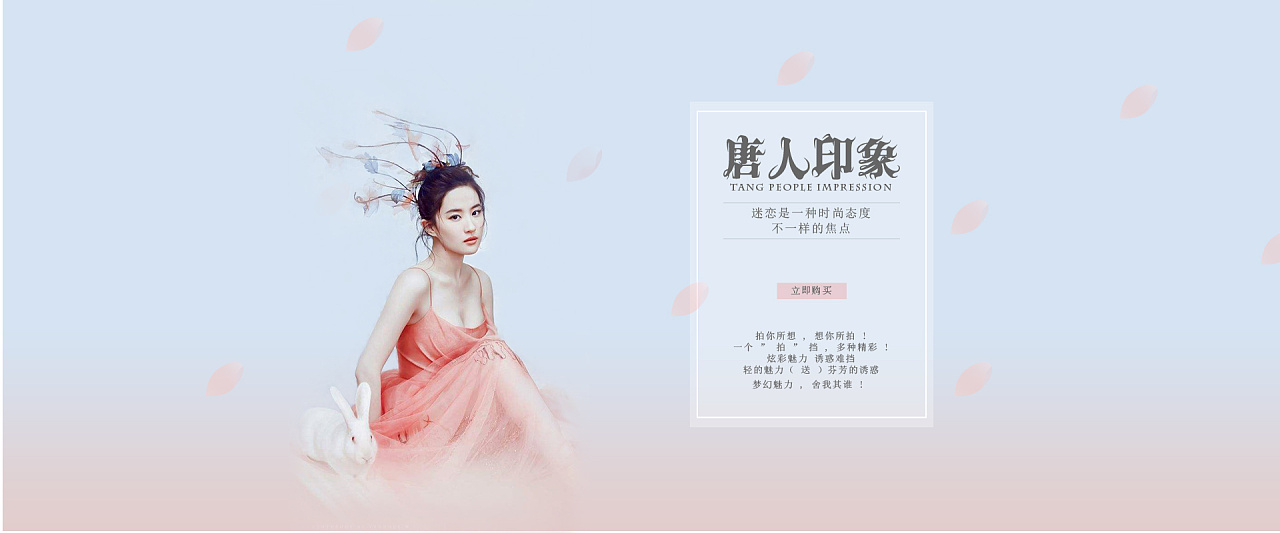 唐人印象
TANG PEOPLE IMPRESSION
迷恋是一种时尚态度
不一样的焦点
立即购买
拍你所想 , 想你所拍 !
一个 ” 拍 ” 挡 , 多种精彩 !
炫彩魅力 诱惑难挡
轻的魅力 ( 送 ) 芬芳的诱惑
梦幻魅力 , 舍我其谁 !